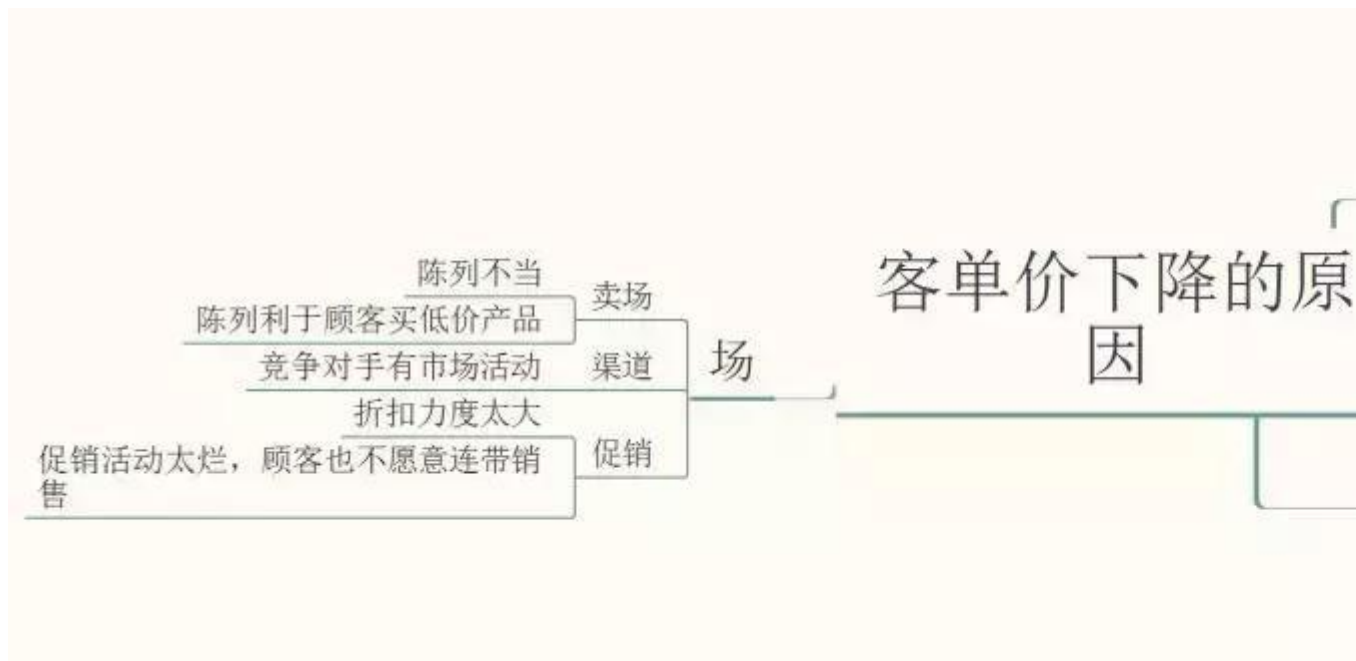 客单价下降的原
因
场
卖场
陈列不当
陈列利于顾客买低价产品
渠道
竞争对手有市场活动
促销
折扣力度太大
促销活动太烂，顾客也不愿意连带销
售